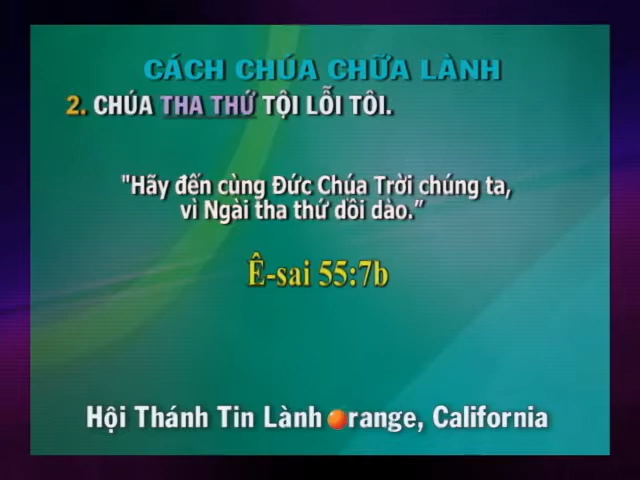 CÁCH CHÚA CHỮA LÀNH
2. CHÚA THA THỨ TỘI LỖI TÔI.
"Hãy đến cùng Đức Chúa Trời chúng ta,
vì Ngài tha thứ dồi dào.”
Ê-sai 55:7b
Hội Thánh Tin Lành Orange, California